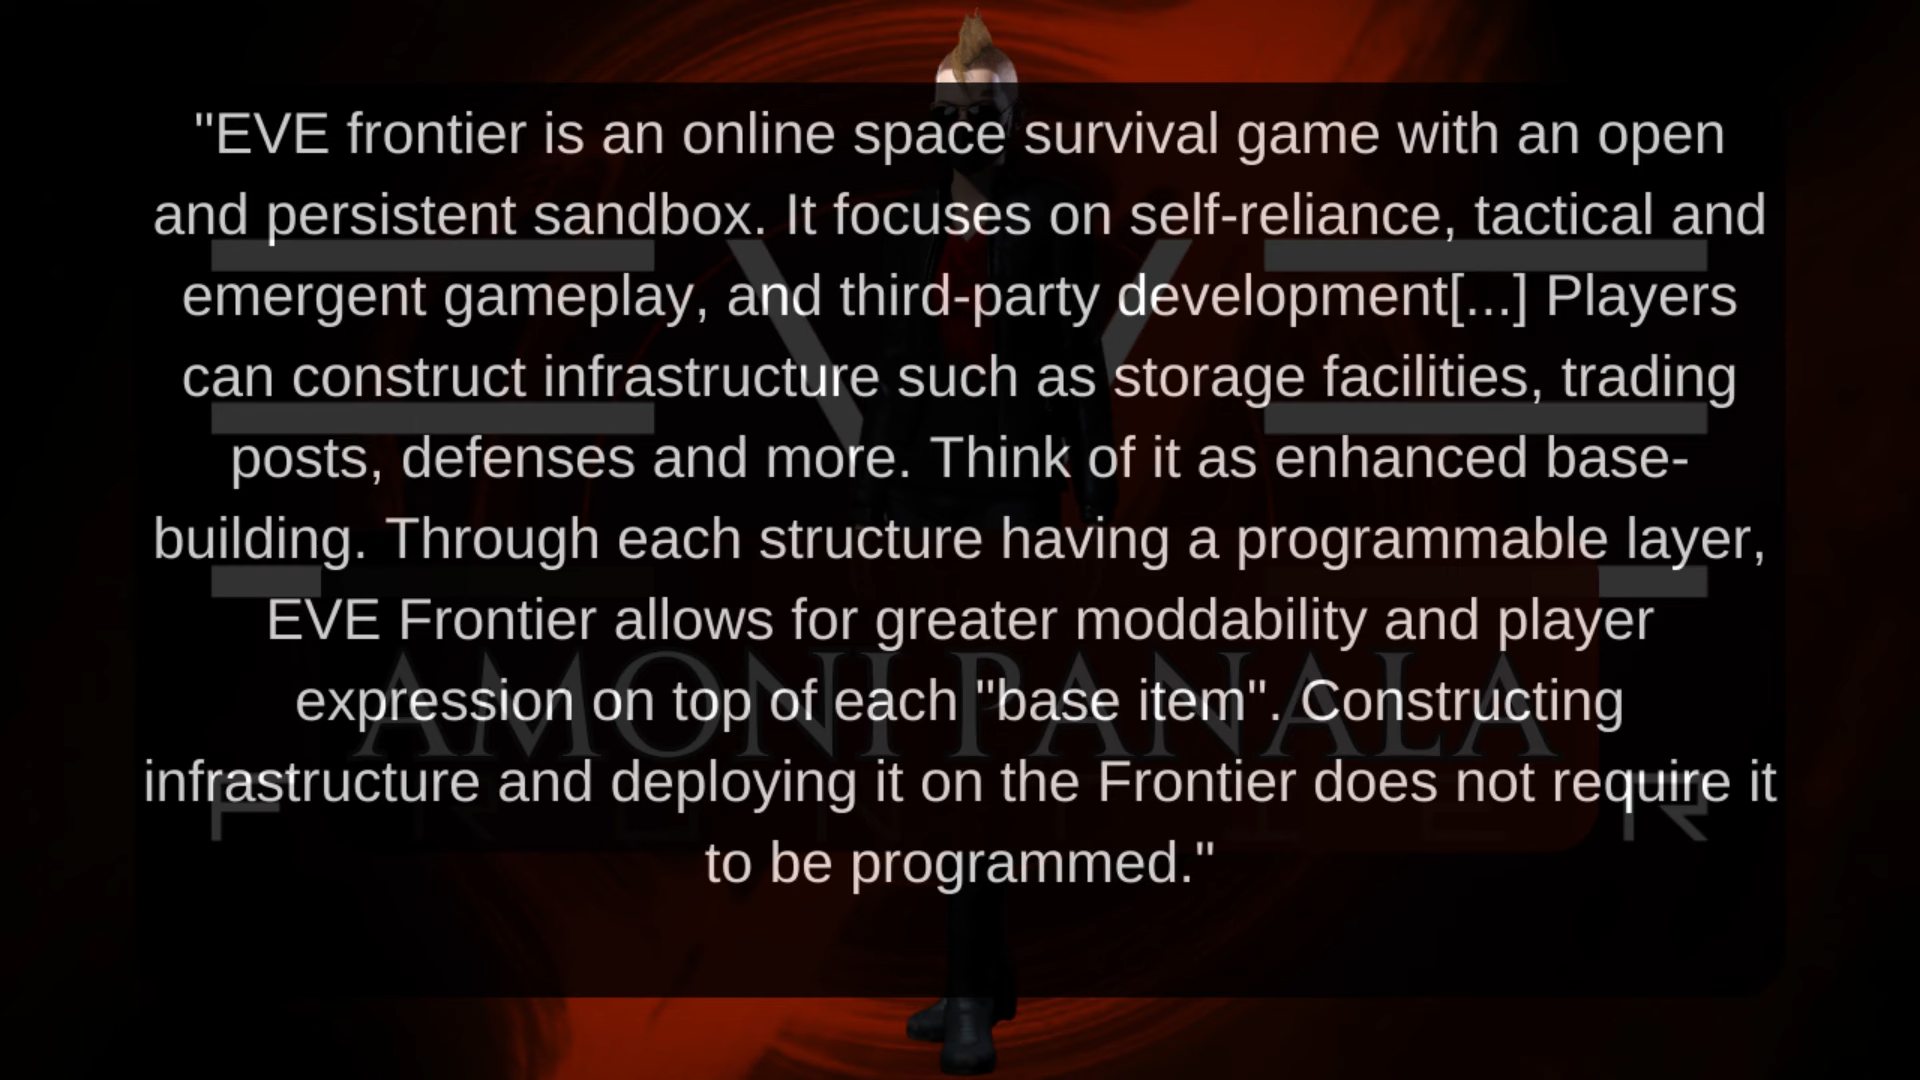 "EVE frontier is an online space survival game with an open
and persistent sandbox. It focuses on self-reliance, tactical and
emergent gameplay, and third-party development[...] Players
can construct infrastructure such as storage facilities, trading
posts, defenses and more. Think of it as enhanced base-
building. Through each structure having a programmable layer,
EVE Frontier allows for greater moddability and player
expression on top of each "base item". Constructing
infrastructure and deploying it on the Frontier does not require it
to be programmed."
EVE
AMONI PANALA
FRONTIER